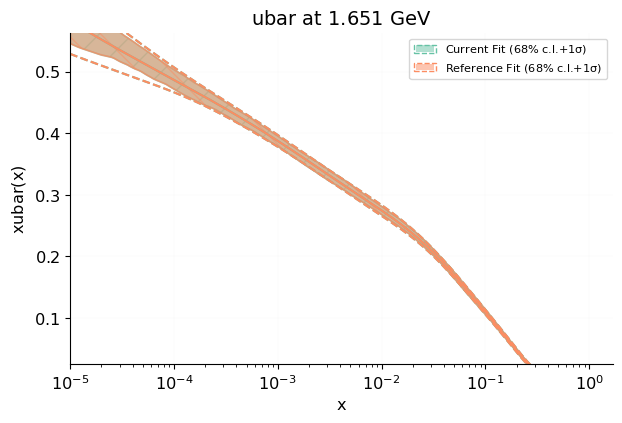 ubar at 1.651 GeV
Current Fit (68% c.l.+1σ)
Reference Fit (68% c.l.+1σ)
xubar(x)
0.5
0.4
0.3
0.2
0.1
10⁻⁵ 10⁻⁴ 10⁻³ 10⁻² 10⁻¹ 10⁰
x